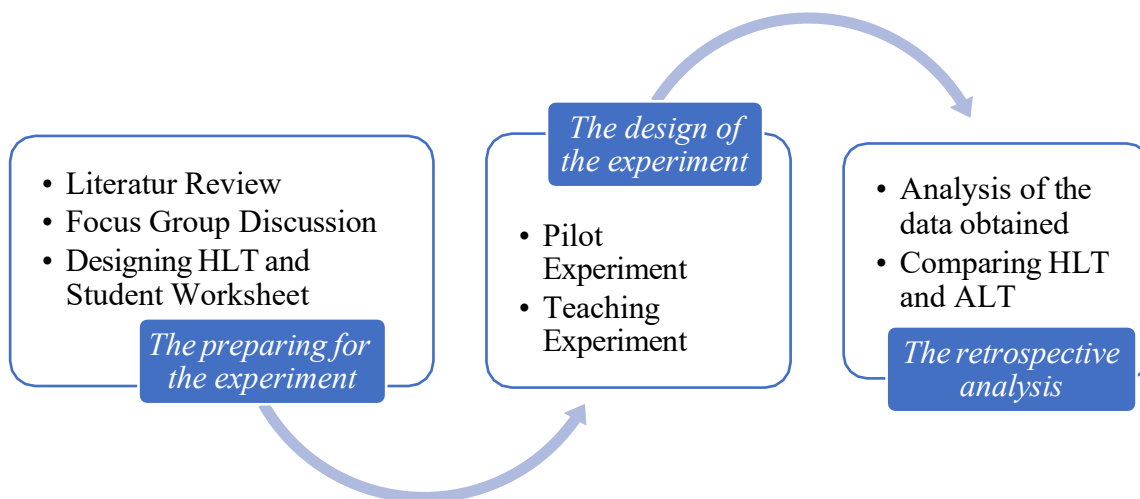 • Literatur Review
• Focus Group Discussion
• Designing HLT and
Student Worksheet
The preparing for
the experiment
The design of
the experiment
• Pilot
Experiment
• Teaching
Experiment
• Analysis of the
data obtained
• Comparing HLT
and ALT
The retrospective
analysis